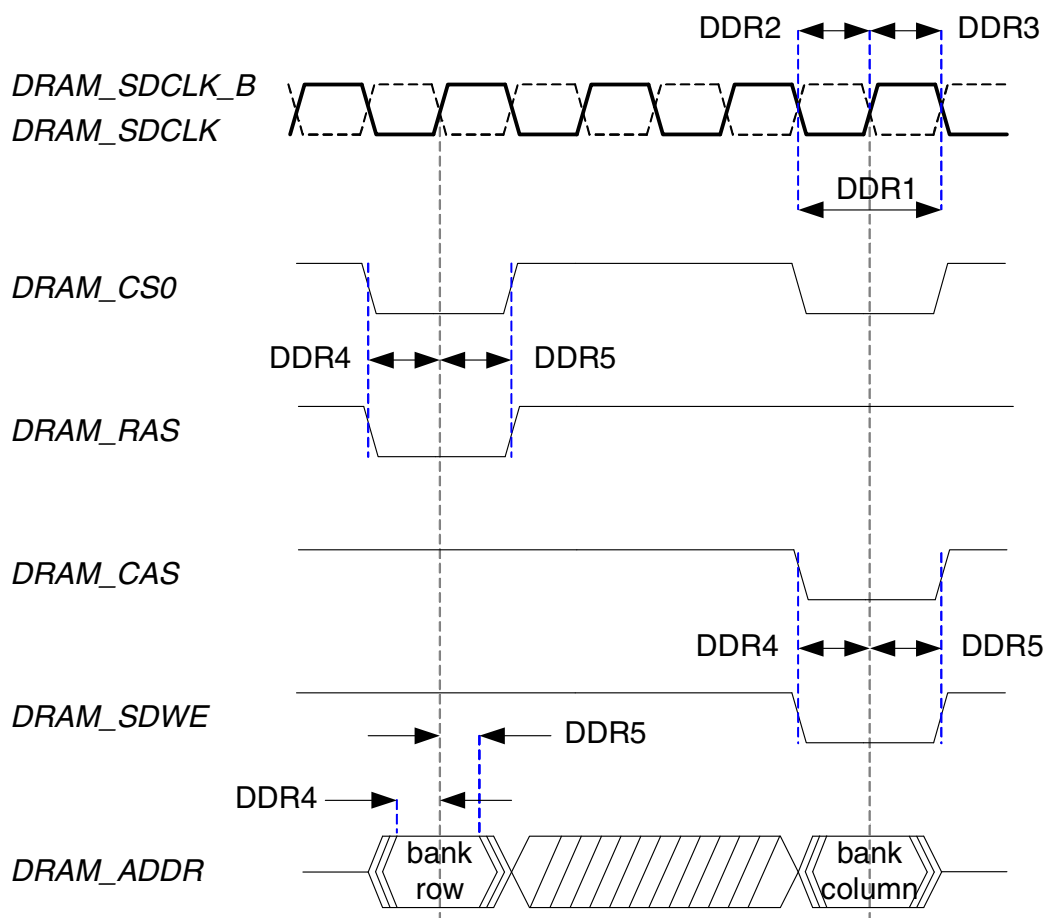 DDR2 DDR3
DRAM_SDCLK_B
DRAM_SDCLK
DDR1
DRAM_CS0
DDR4 DDR5
DRAM_RAS
DRAM_CAS
DDR4 DDR5
DRAM_SDWE
DDR5
DDR4
DRAM_ADDR
bank
row
bank
column